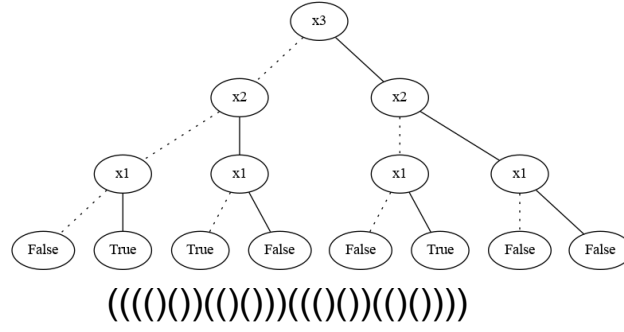 x3
x2 x2
x1 x1 x1 x1
False True True False False True False False
(((()())(()()))((()())(()())))